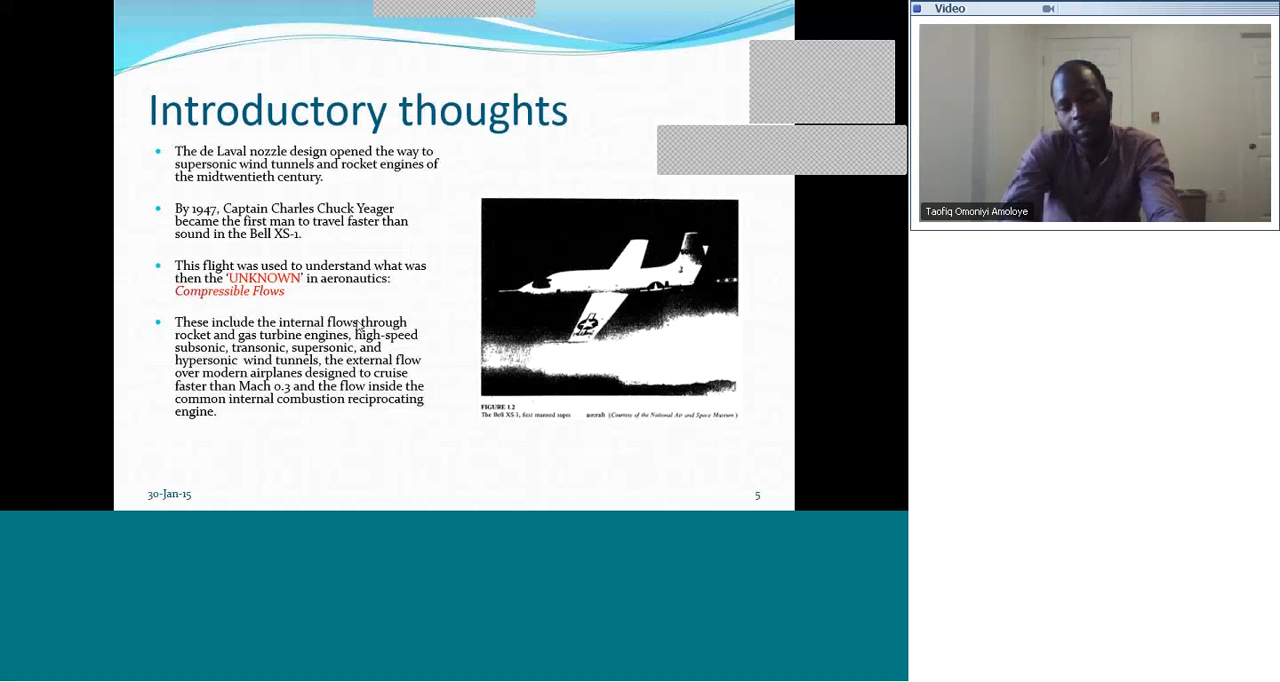 Video
Introductory thoughts
• The de Laval nozzle design opened the way to
supersonic wind tunnels and rocket engines of
the midtwentieth century.
• By 1947, Captain Charles Chuck Yeager
became the first man to travel faster than
sound in the Bell XS-1.
• This flight was used to understand what was
then the 'UNKNOWN' in aeronautics:
Compressible Flows
• These include the internal flows through
rocket and gas turbine engines, high-speed
subsonic, transonic, supersonic, and
hypersonic wind tunnels, the external flow
over modern airplanes designed to cruise
faster than Mach 0.3 and the flow inside the
common internal combustion reciprocating
engine.
FIGURE 1.2
The Bell XS-1, first manned aircraft (Courtesy of the National Air and Space Museum)
30-Jan-15
5
Taofiq Omoniyi Amoloye